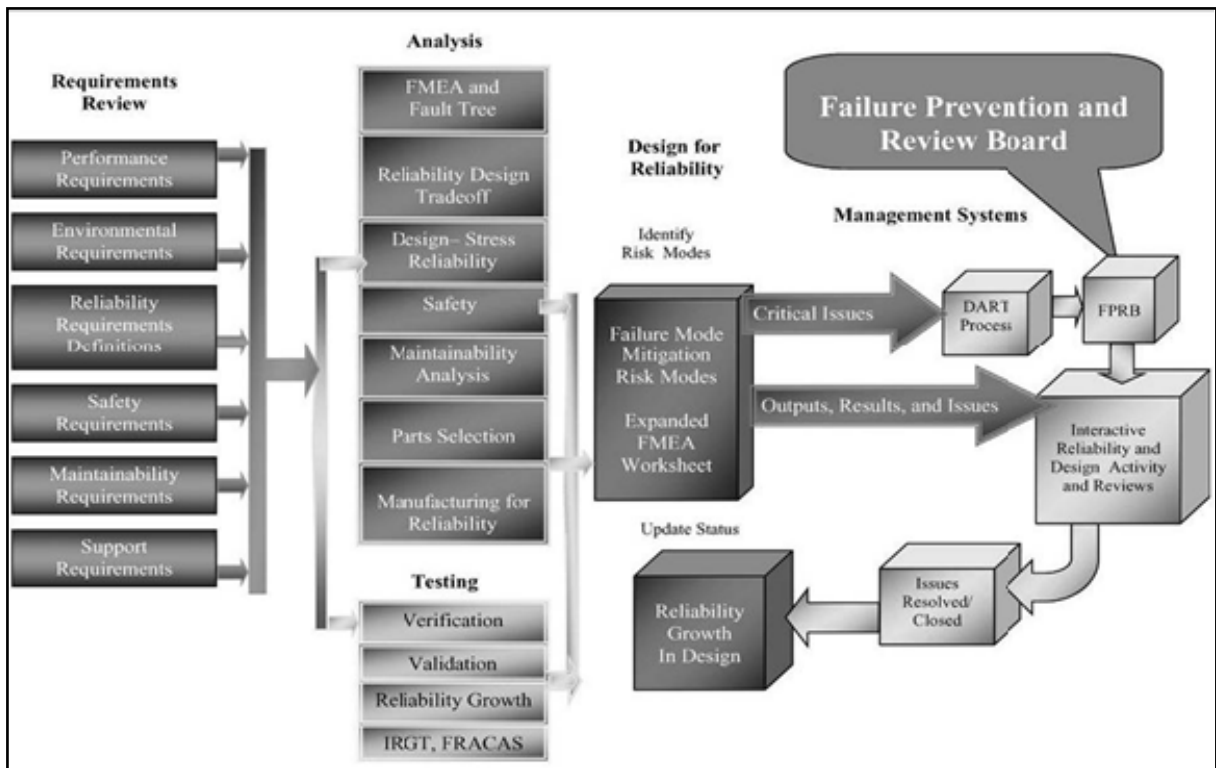 Requirements
Review
Performance
Requirements
Environmental
Requirements
Reliability
Requirements
Definitions
Safety
Requirements
Maintainability
Requirements
Support
Requirements
Analysis
FMEA and
Fault Tree
Reliability Design
Tradeoff
Design– Stress
Reliability
Safety
Maintainability
Analysis
Parts Selection
Manufacturing for
Reliability
Testing
Verification
Validation
Reliability Growth
IRGT, FRACAS
Design for
Reliability
Identify
Risk Modes
Failure Mode
Mitigation
Risk Modes
Expanded
FMEA
Worksheet
Critical Issues
Outputs, Results, and Issues
Failure Prevention and
Review Board
Management Systems
DART
Process
FPRB
Interactive
Reliability and
Design Activity
and Reviews
Issues
Resolved/
Closed
Update Status
Reliability
Growth
In Design